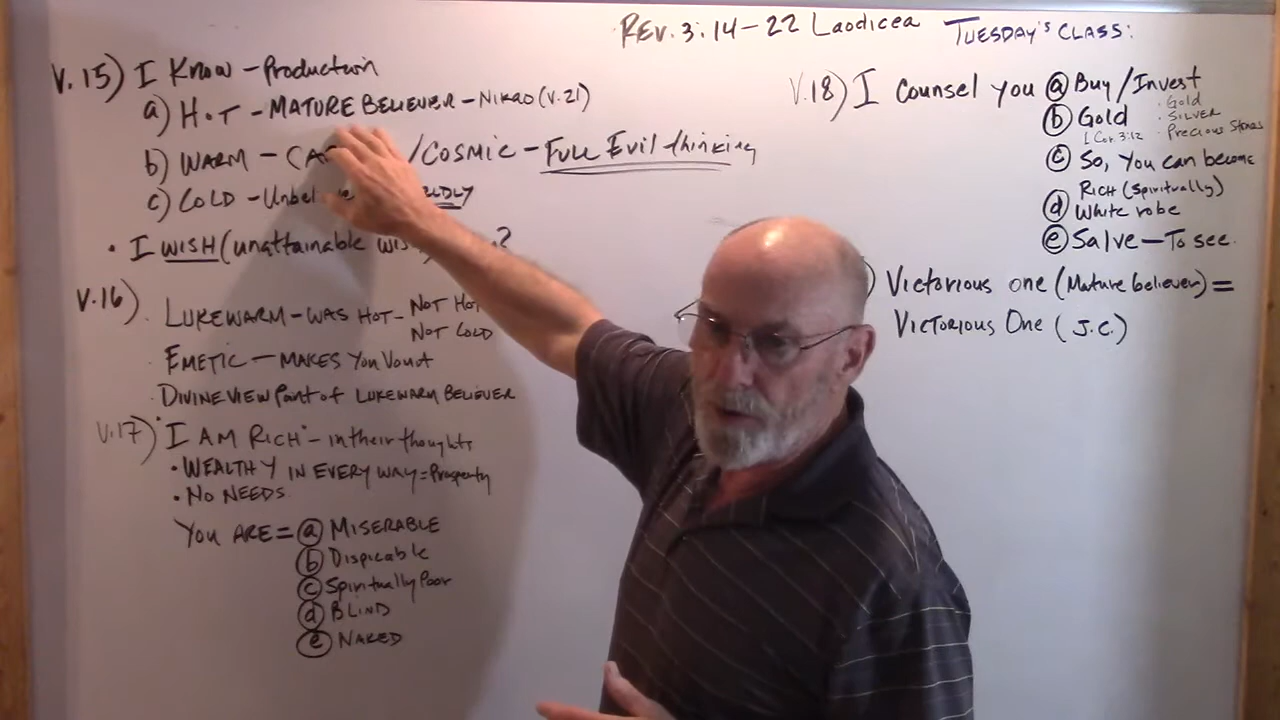 Rev. 3:14-22 Laodicea Tuesday's Class:
V.15) I Know - Production
a) Hot - Mature Believer - Nikao (v.21)
b) Warm - /Cosmic - Full Evil thinking
c) Cold -
• I wish (unattainable ?
V.16)
. Lukewarm - was Hot - Not Hot
Not Cold
. Emetic - Makes You Vomit
. Divine View Point of Lukewarm Believer
V.17) "I am Rich" - in their thoughts
• Wealthy in every way = Prosperity
• No Needs
You are = a Miserable
b Dispicable
c Spiritually Poor
d Blind
e Naked
V.18) I Counsel you a Buy/Invest
b Gold
I Cor. 3:12
. Gold
. Silver
. Precious Stones
c So, you can become
Rich (Spiritually)
d White robe
e Salve - To see.
) Victorious one (Mature believer) =
Victorious One (J.C.)